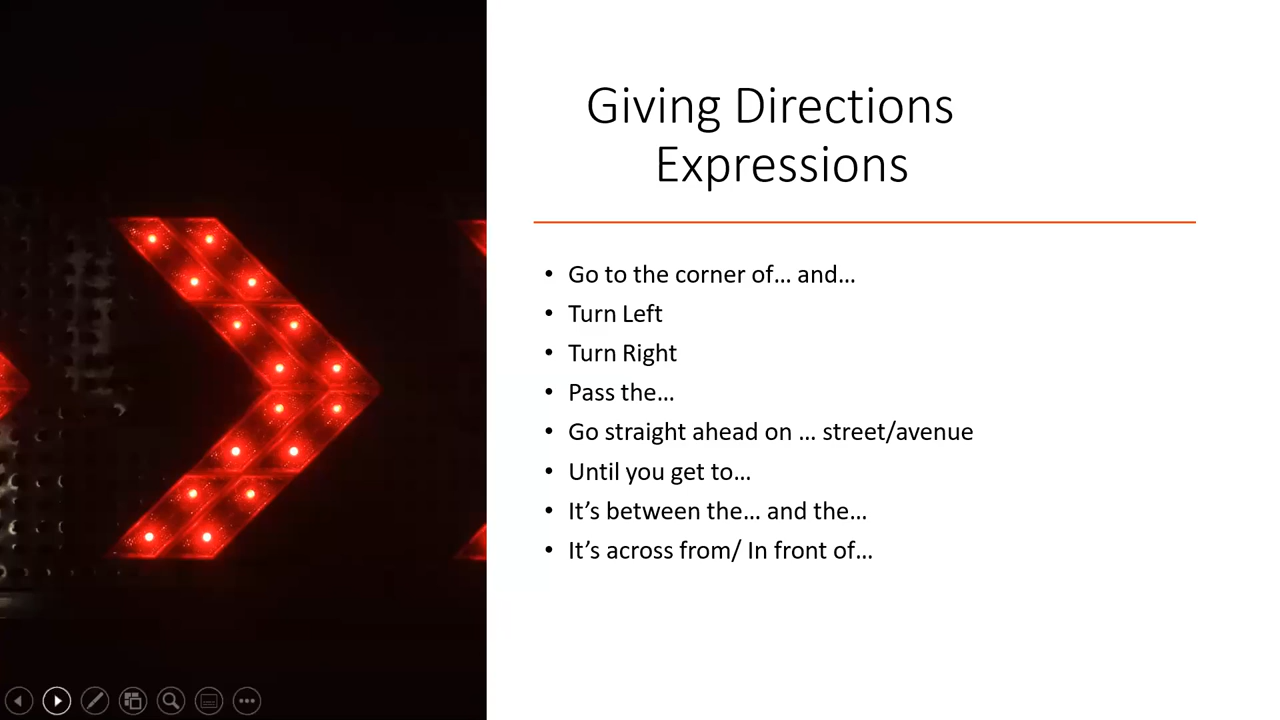 Giving Directions
Expressions
• Go to the corner of... and...
• Turn Left
• Turn Right
• Pass the...
• Go straight ahead on ... street/avenue
• Until you get to...
• It’s between the... and the...
• It’s across from/ In front of...